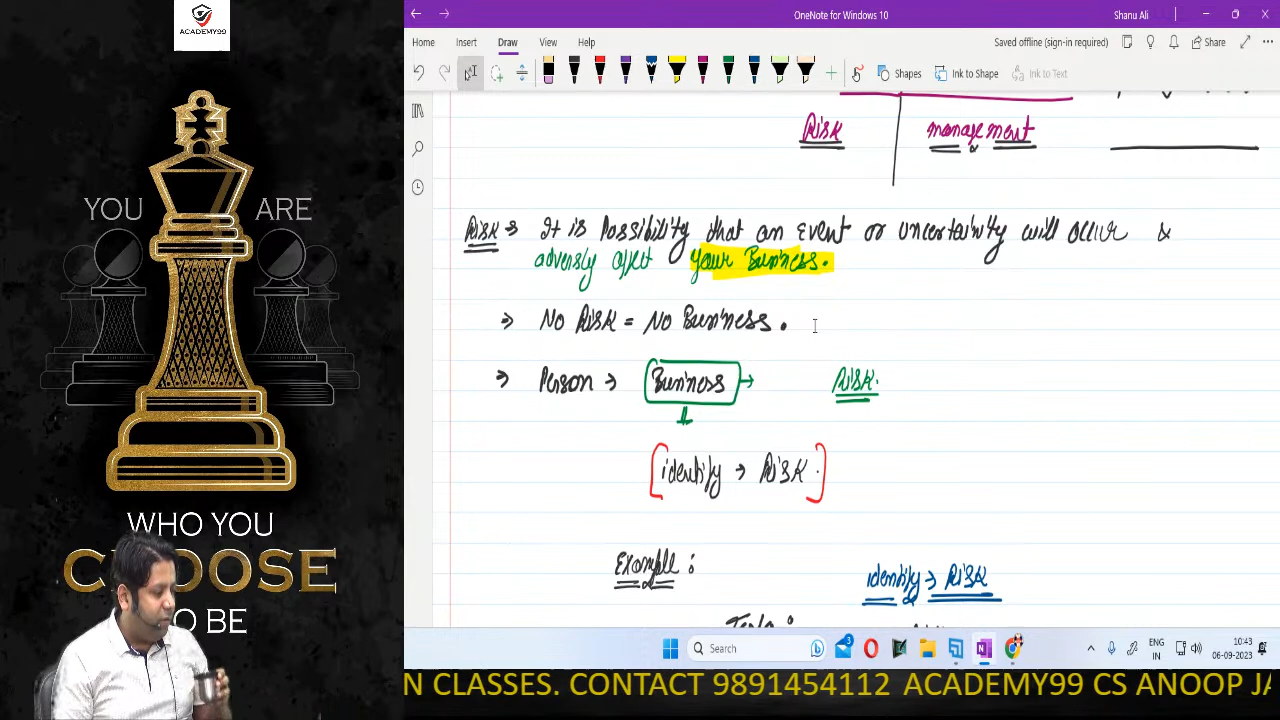 ACADEMY99
YOU ARE
WHO YOU
CHOOSE
TO BE
OneNote for Windows 10
Shanu Ali
Home Insert Draw View Help
Saved offline (sign-in required)
Share
Shapes
Ink to Shape
Ink to Text
Risk management
Risk → It is Possibility that an Event or uncertainity will occur &
adversly affect your Business.
⇒ No Risk = No Business.
⇒ Person → Business → Risk.
[identify → Risk.]
Example :
identify → Risk
Tesla :
Search
3
ENG
IN
10:43
06-09-2023
N CLASSES. CONTACT 9891454112 ACADEMY99 CS ANOOP JA